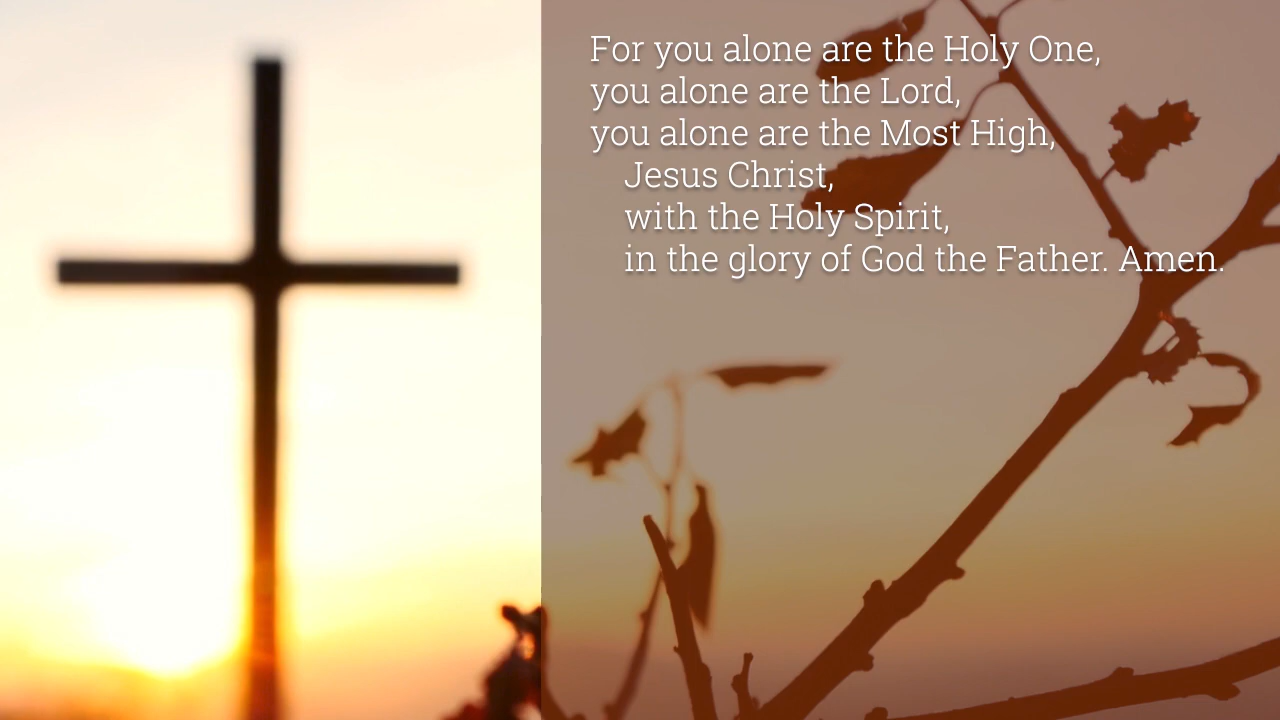 For you alone are the Holy One,
you alone are the Lord,
you alone are the Most High,
Jesus Christ,
with the Holy Spirit,
in the glory of God the Father. Amen.